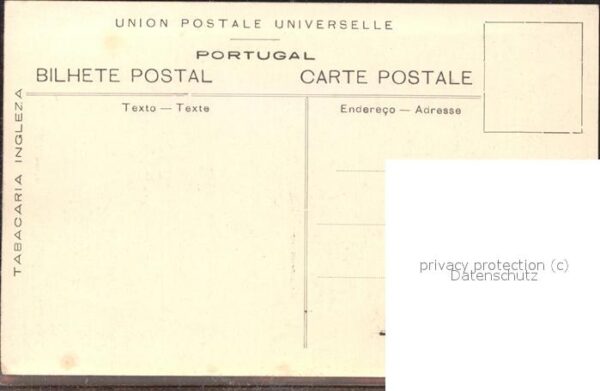 UNION POSTALE UNIVERSELLE
PORTUGAL
BILHETE POSTAL CARTE POSTALE
Texto — Texte Endereço — Adresse
TABACARIA INGLEZA
privacy protection (c)
Datenschutz